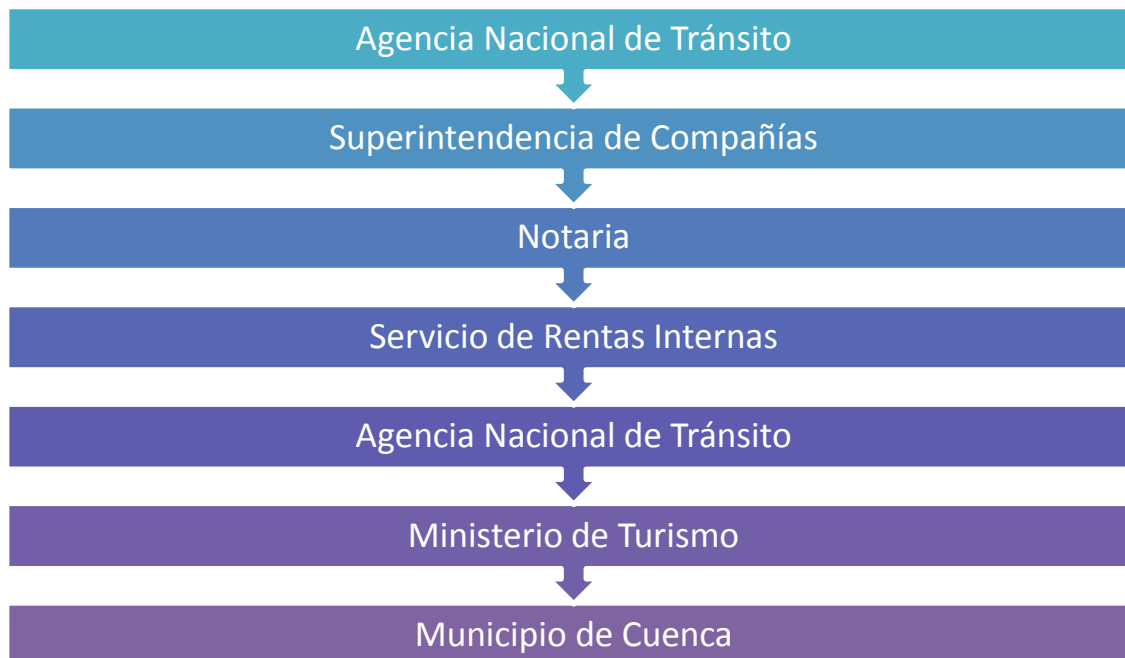 Agencia Nacional de Tránsito
Superintendencia de Compañías
Notaria
Servicio de Rentas Internas
Agencia Nacional de Tránsito
Ministerio de Turismo
Municipio de Cuenca